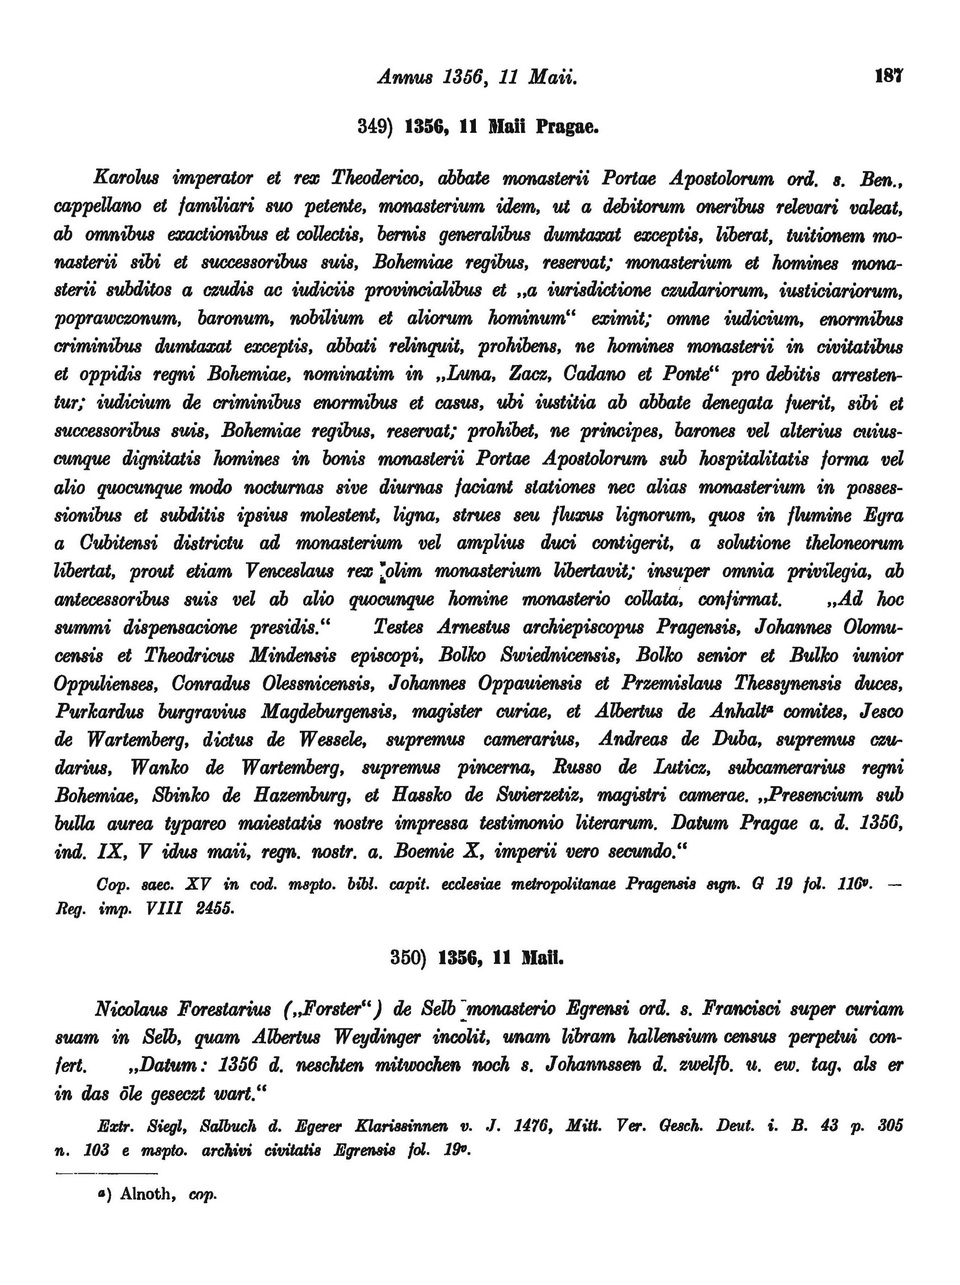 Annus 1356, 11 Maii. 187
349) 1356, 11 Maii Pragae.
Karolus imperator et rex Theoderico, abbate monasterii Portae Apostolorum ord. s. Ben.,
cappellano et familiari suo petente, monasterium idem, ut a debitorum oneribus relevari valeat,
ab omnibus exactionibus et collectis, bernis generalibus dumtaxat exceptis, liberat, tuitionem mo-
nasterii sibi et successoribus suis, Bohemiae regibus, reservat; monasterium et homines mona-
sterii subditos a czudis ac iudiciis provincialibus et „a iurisdictione czudariorum, iusticiariorum,
poprawczonum, baronum, nobilium et aliorum hominum“ eximit; omne iudicium, enormibus
criminibus dumtaxat exceptis, abbati relinquit, prohibens, ne homines monasterii in civitatibus
et oppidis regni Bohemiae, nominatim in „Luna, Zacz, Cadano et Ponte“ pro debitis arresten-
tur; iudicium de criminibus enormibus et casus, ubi iustitia ab abbate denegata fuerit, sibi et
successoribus suis, Bohemiae regibus, reservat; prohibet, ne principes, barones vel alterius cuius-
cunque dignitatis homines in bonis monasterii Portae Apostolorum sub hospitalitatis forma vel
alio quocunque modo nocturnas sive diurnas faciant stationes nec alias monasterium in posses-
sionibus et subditis ipsius molestent, ligna, strues seu fluxus lignorum, quos in flumine Egra
a Cubitensi districtu ad monasterium vel amplius duci contigerit, a solutione theloneorum
libertat, prout etiam Venceslaus rex olim monasterium libertavit; insuper omnia privilegia, ab
antecessoribus suis vel ab alio quocunque homine monasterio collata, confirmat. „Ad hoc
summi dispensacione presidis.“ Testes Arnestus archiepiscopus Pragensis, Johannes Olomu-
censis et Theodricus Mindensis episcopi, Bolko Swiednicensis, Bolko senior et Bulko iunior
Oppulienses, Conradus Olessnicensis, Johannes Oppauiensis et Przemislaus Thessynensis duces,
Purkardus burgravius Magdeburgensis, magister curiae, et Albertus de Anhaltᵃ comites, Jesco
de Wartemberg, dictus de Wessele, supremus camerarius, Andreas de Duba, supremus czu-
darius, Wanko de Wartemberg, supremus pincerna, Russo de Luticz, subcamerarius regni
Bohemiae, Sbinko de Hazemburg, et Hassko de Swierzetiz, magistri camerae. „Presencium sub
bulla aurea typareo maiestatis nostre impressa testimonio literarum. Datum Pragae a. d. 1356,
ind. IX, V idus maii, regn. nostr. a. Boemie X, imperii vero secundo.“
Cop. saec. XV in cod. mspto. bibl. capit. ecclesiae metropolitanae Pragensis sign. G 19 fol. 116ᵛ. —
Reg. imp. VIII 2455.
350) 1356, 11 Maii.
Nicolaus Forestarius („Forster“) de Selb monasterio Egrensi ord. s. Francisci super curiam
suam in Selb, quam Albertus Weydinger incolit, unam libram hallensium census perpetui con-
fert. „Datum: 1356 d. neschten mitwochen noch s. Johannssen d. zwelfb. u. ew. tag, als er
in das öle geseczt wart.“
Extr. Siegl, Salbuch d. Egerer Klarissinnen v. J. 1476, Mitt. Ver. Gesch. Deut. i. B. 43 p. 305
n. 103 e mspto. archivi civitatis Egrensis fol. 19ᵛ.
ᵃ) Alnoth, cop.